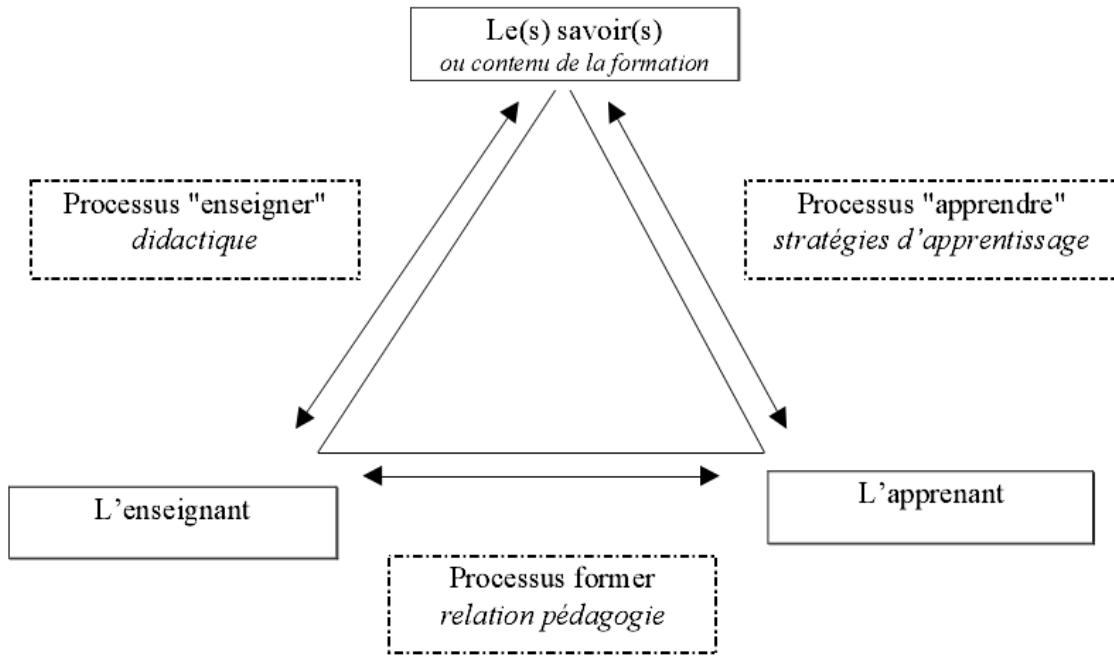 Le(s) savoir(s)
ou contenu de la formation
Processus "enseigner"
didactique
Processus "apprendre"
stratégies d'apprentissage
L'enseignant
L'apprenant
Processus former
relation pédagogie